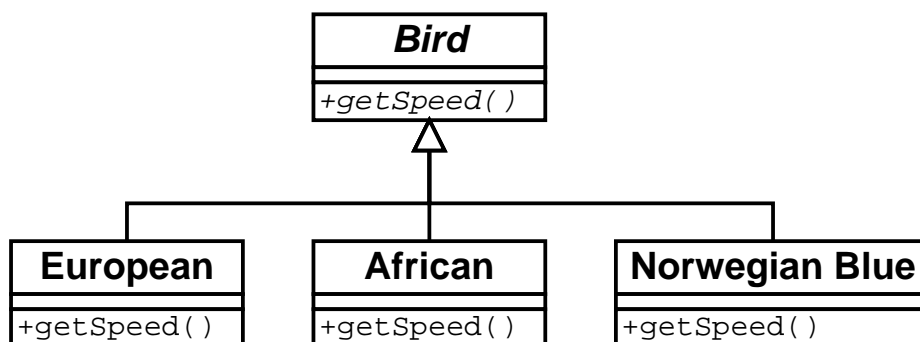 Bird
+getSpeed()
European
African
Norwegian Blue
+getSpeed()
+getSpeed()
+getSpeed()